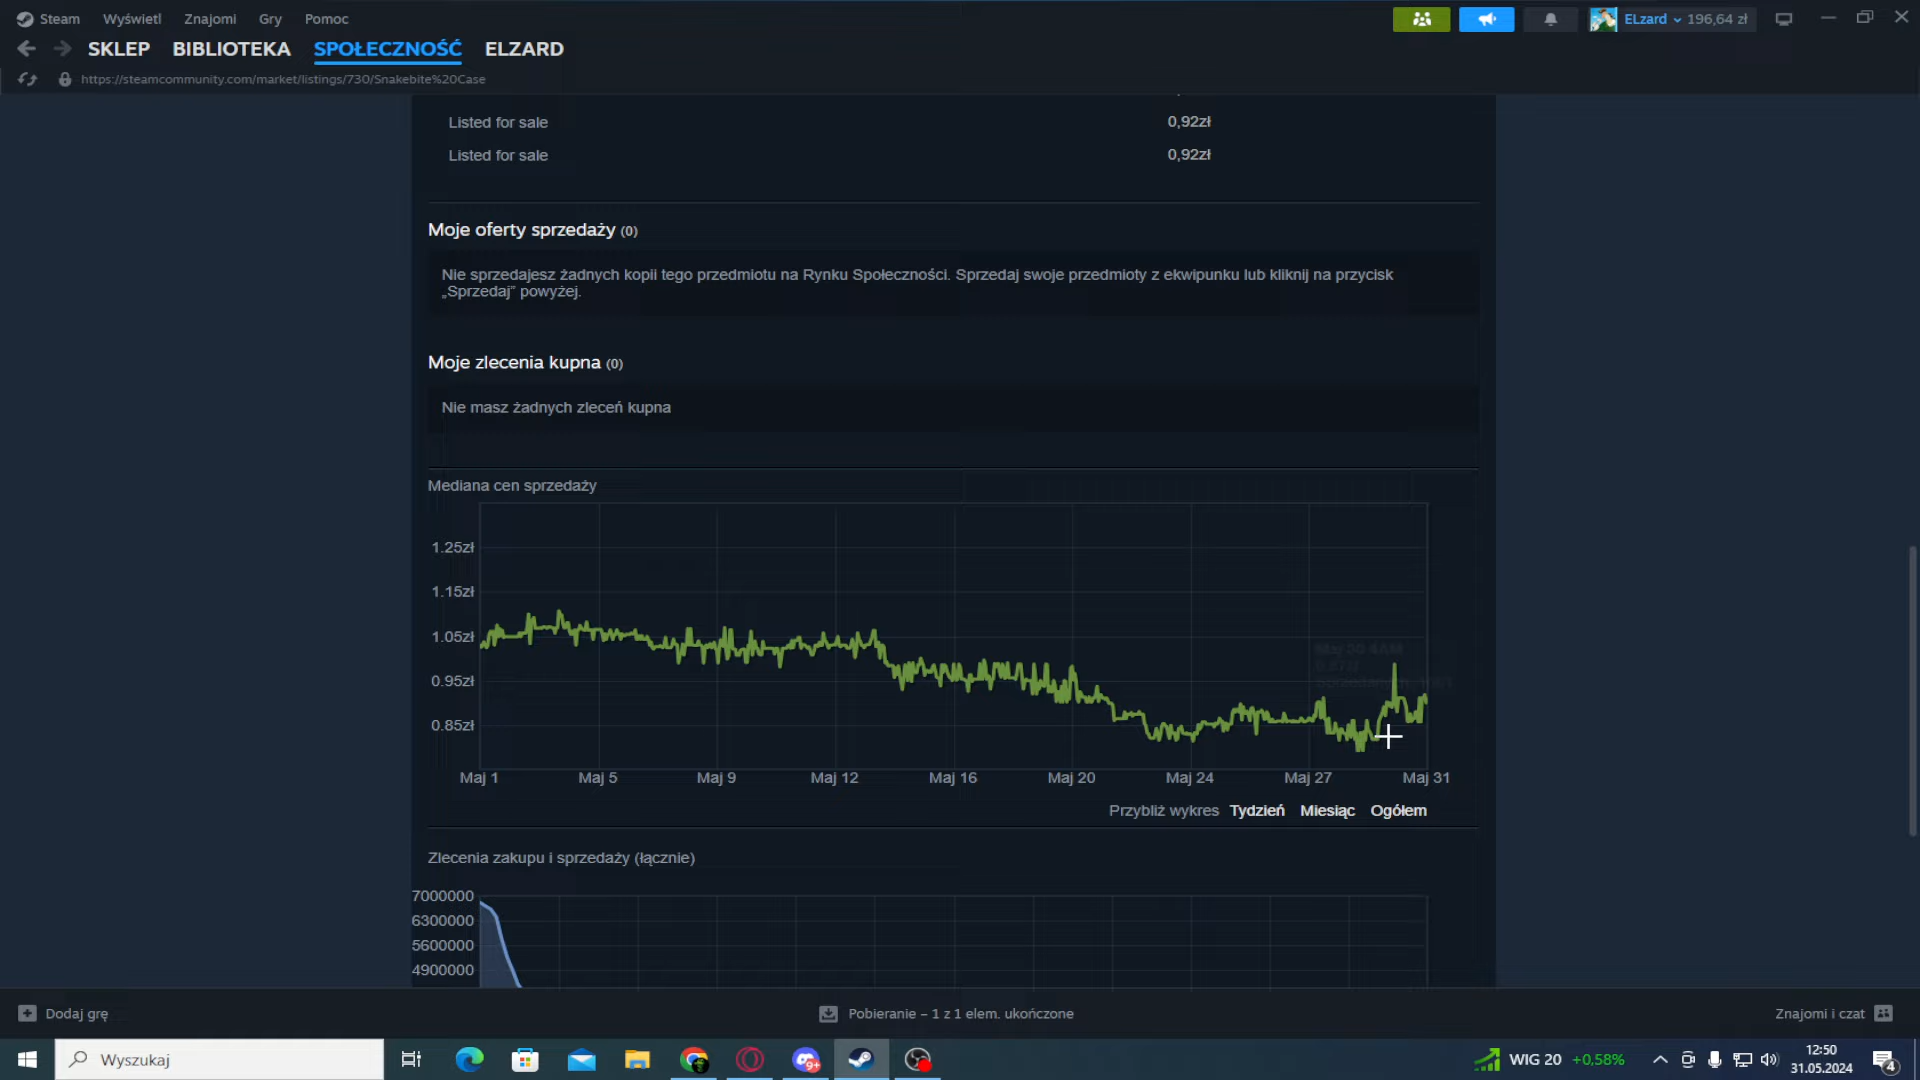 Steam Wyświetl Znajomi Gry Pomoc
ELzard 196,64 zł
SKLEP BIBLIOTEKA SPOŁECZNOŚĆ ELZARD
https://steamcommunity.com/market/listings/730/Snakebite%20Case
Listed for sale 0,92zł
Listed for sale 0,92zł
Moje oferty sprzedaży (0)
Nie sprzedajesz żadnych kopii tego przedmiotu na Rynku Społeczności. Sprzedaj swoje przedmioty z ekwipunku lub kliknij na przycisk
„Sprzedaj” powyżej.
Moje zlecenia kupna (0)
Nie masz żadnych zleceń kupna
Mediana cen sprzedaży
1.25zł
1.15zł
1.05zł
0.95zł
0.85zł
Maj 1 Maj 5 Maj 9 Maj 12 Maj 16 Maj 20 Maj 24 Maj 27 Maj 31
Przybliż wykres Tydzień Miesiąc Ogółem
Zlecenia zakupu i sprzedaży (łącznie)
7000000
6300000
5600000
4900000
Dodaj grę
Pobieranie – 1 z 1 elem. ukończone
Znajomi i czat
Wyszukaj
9+
WIG 20 +0,58%
12:50
31.05.2024
4